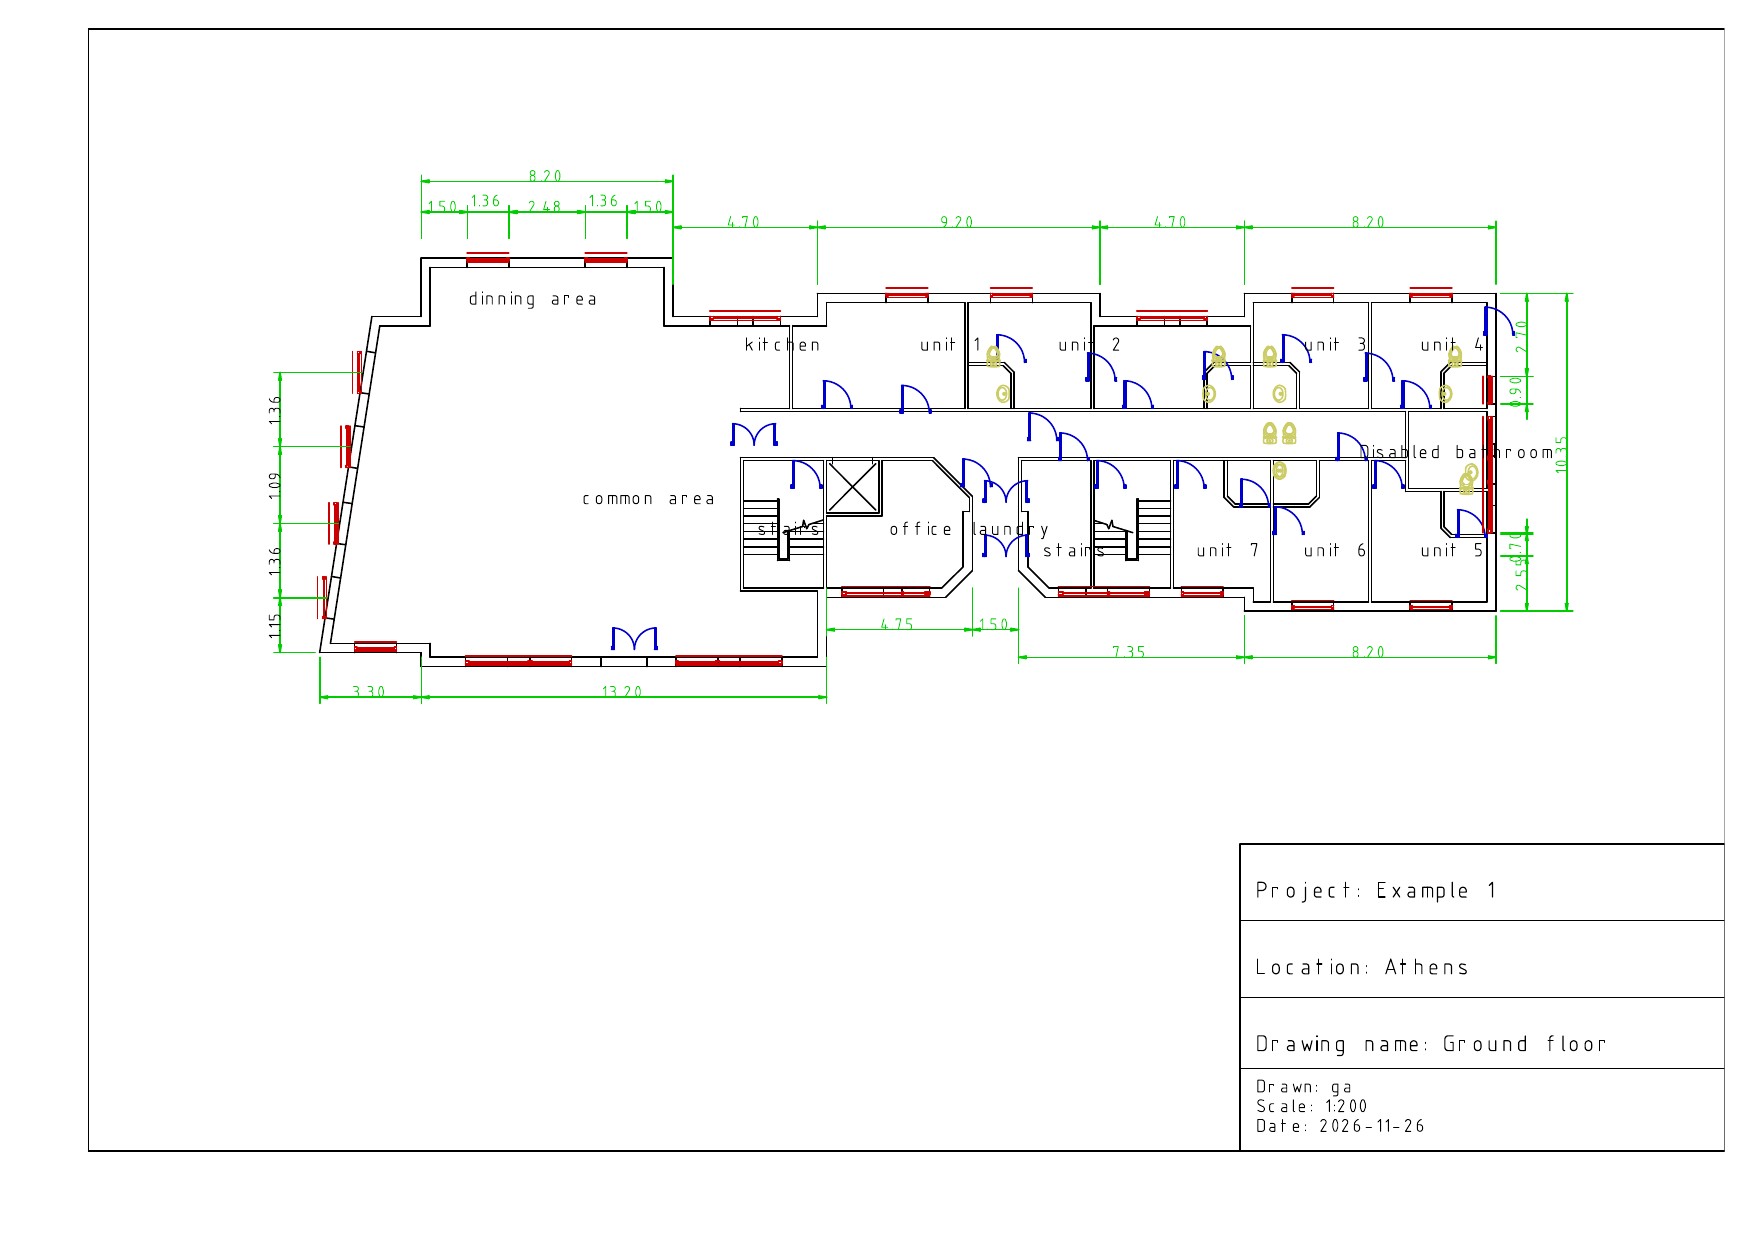 8.20
1.50 1.36 2.48 1.36 1.50
4.70 9.20 4.70 8.20
dinning area
kitchen unit 1 unit 2 unit 3 unit 4
2.70
0.90
1.36
1.09
1.36
1.15
Disabled bathroom
10.35
common area
stairs office laundry
stairs unit 7 unit 6 unit 5
0.70
2.55
4.75 1.50
7.35 8.20
3.30 13.20
Project: Example 1
Location: Athens
Drawing name: Ground floor
Drawn: ga
Scale: 1:200
Date: 2026-11-26